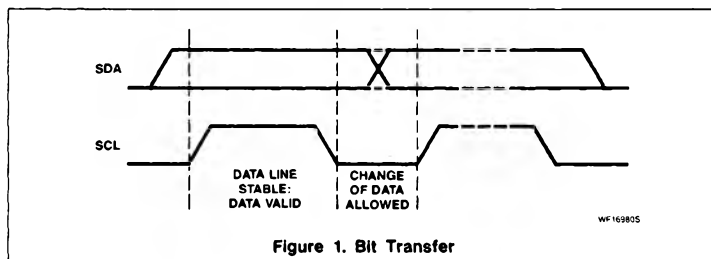 SDA
SCL
DATA LINE
STABLE:
DATA VALID
CHANGE
OF DATA
ALLOWED
WF16980S
Figure 1. Bit Transfer